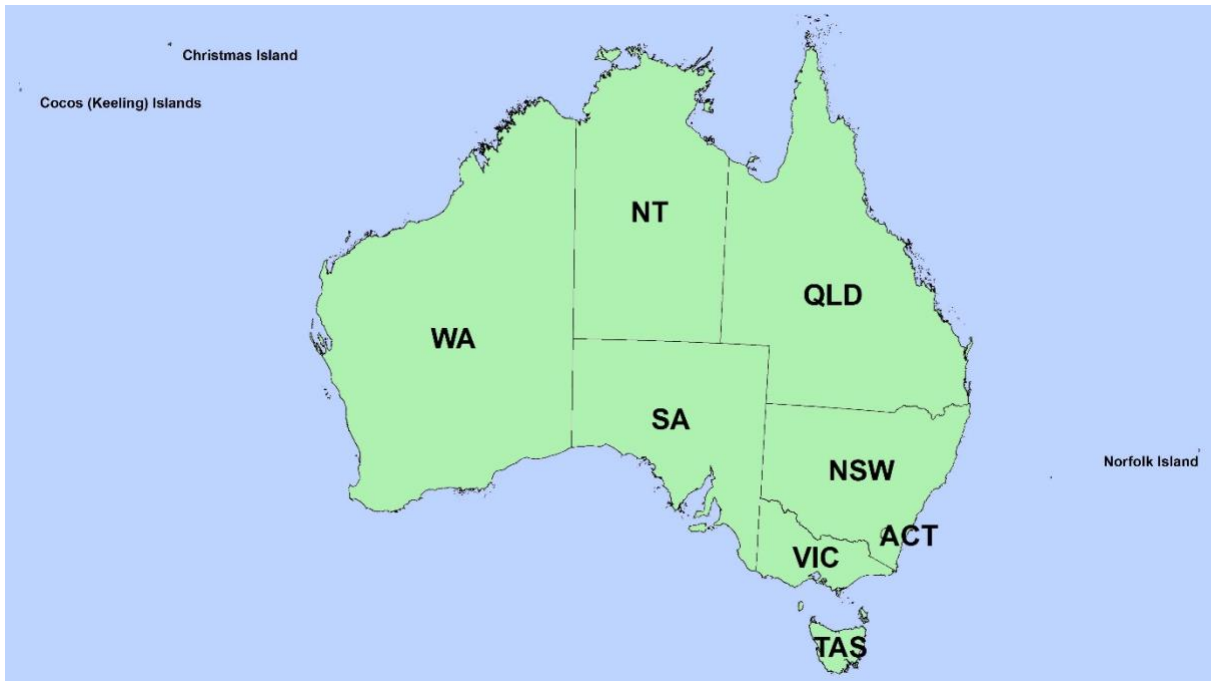 Christmas Island
Cocos (Keeling) Islands
NT
QLD
WA
SA
NSW
Norfolk Island
ACT
VIC
TAS